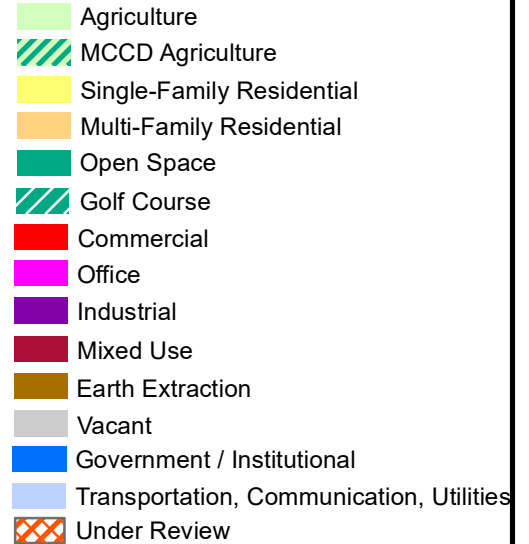 Agriculture
MCCD Agriculture
Single-Family Residential
Multi-Family Residential
Open Space
Golf Course
Commercial
Office
Industrial
Mixed Use
Earth Extraction
Vacant
Government / Institutional
Transportation, Communication, Utilities
Under Review